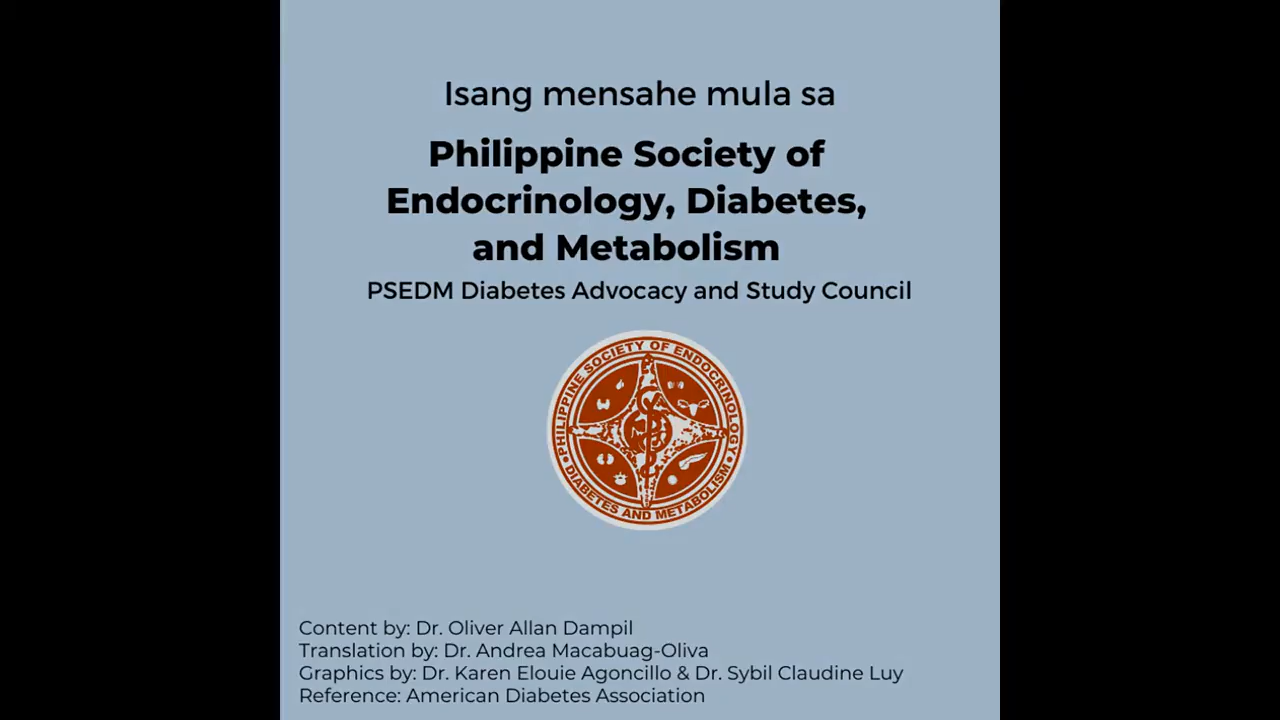 Isang mensahe mula sa
Philippine Society of
Endocrinology, Diabetes,
and Metabolism
PSEDM Diabetes Advocacy and Study Council
PHILIPPINE SOCIETY OF ENDOCRINOLOGY
DIABETES AND METABOLISM
Content by: Dr. Oliver Allan Dampil
Translation by: Dr. Andrea Macabuag-Oliva
Graphics by: Dr. Karen Elouie Agoncillo & Dr. Sybil Claudine Luy
Reference: American Diabetes Association